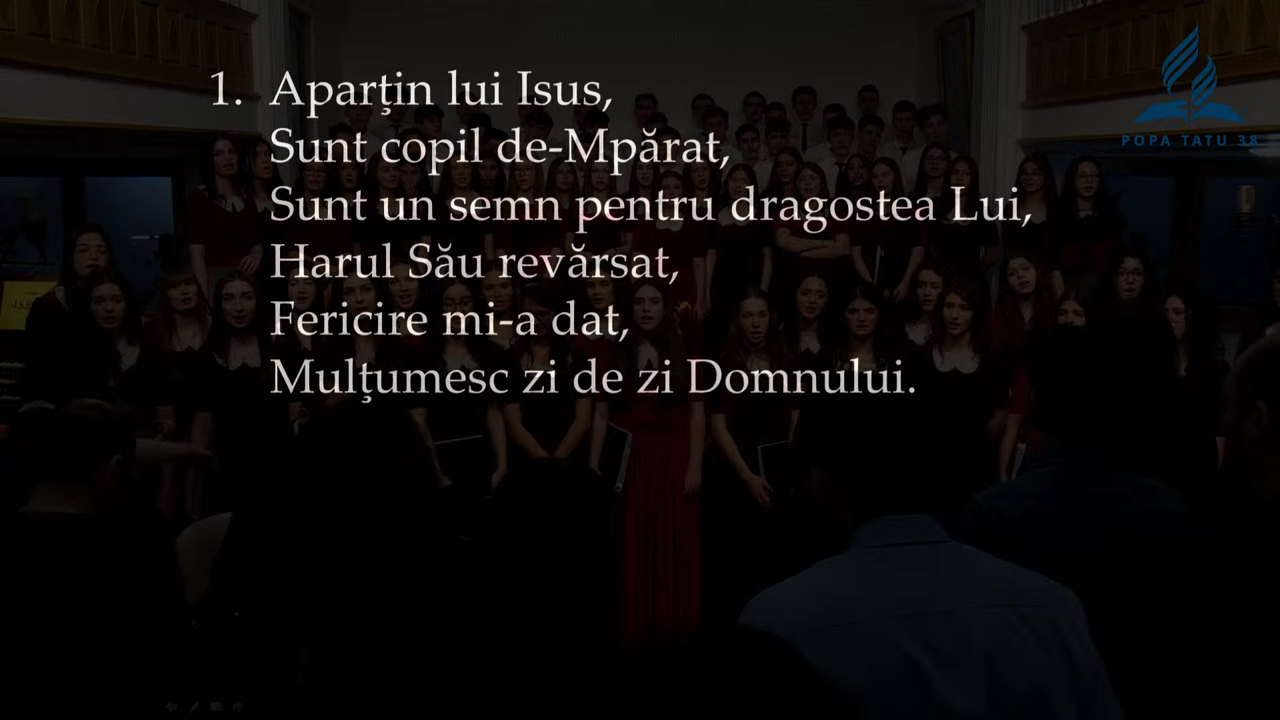 1. Aparţin lui Isus,
Sunt copil de-Mpărat,
Sunt un semn pentru dragostea Lui,
Harul Său revărsat,
Fericire mi-a dat,
Mulţumesc zi de zi Domnului.
POPA TATU 38